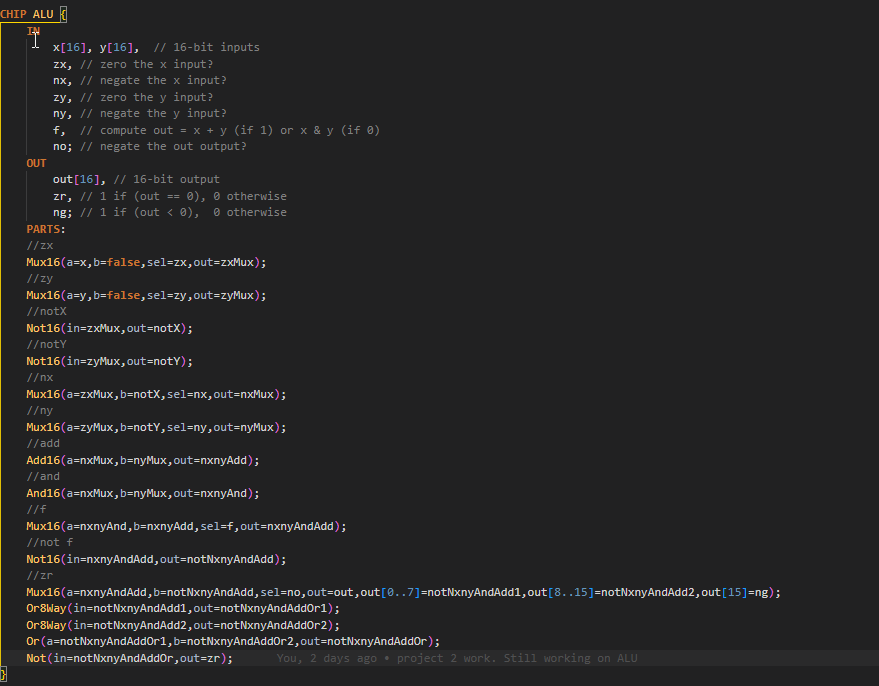 CHIP ALU {
IN
x[16], y[16],  // 16-bit inputs
zx, // zero the x input?
nx, // negate the x input?
zy, // zero the y input?
ny, // negate the y input?
f,  // compute out = x + y (if 1) or x & y (if 0)
no; // negate the out output?
OUT
out[16], // 16-bit output
zr, // 1 if (out == 0), 0 otherwise
ng; // 1 if (out < 0),  0 otherwise
PARTS:
//zx
Mux16(a=x,b=false,sel=zx,out=zxMux);
//zy
Mux16(a=y,b=false,sel=zy,out=zyMux);
//notX
Not16(in=zxMux,out=notX);
//notY
Not16(in=zyMux,out=notY);
//nx
Mux16(a=zxMux,b=notX,sel=nx,out=nxMux);
//ny
Mux16(a=zyMux,b=notY,sel=ny,out=nyMux);
//add
Add16(a=nxMux,b=nyMux,out=nxnyAdd);
//and
And16(a=nxMux,b=nyMux,out=nxnyAnd);
//f
Mux16(a=nxnyAnd,b=nxnyAdd,sel=f,out=nxnyAndAdd);
//not f
Not16(in=nxnyAndAdd,out=notNxnyAndAdd);
//zr
Mux16(a=nxnyAndAdd,b=notNxnyAndAdd,sel=no,out=out,out[0..7]=notNxnyAndAdd1,out[8..15]=notNxnyAndAdd2,out[15]=ng);
Or8Way(in=notNxnyAndAdd1,out=notNxnyAndAddOr1);
Or8Way(in=notNxnyAndAdd2,out=notNxnyAndAddOr2);
Or(a=notNxnyAndAddOr1,b=notNxnyAndAddOr2,out=notNxnyAndAddOr);
Not(in=notNxnyAndAddOr,out=zr); You, 2 days ago • project 2 work. Still working on ALU
}